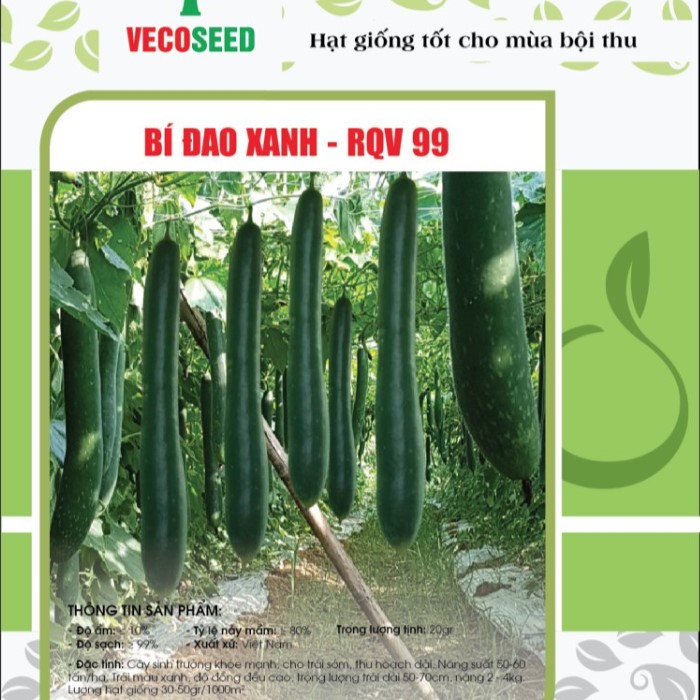 VECOSEED
Hạt giống tốt cho mùa bội thu
BÍ ĐAO XANH - RQV 99
THÔNG TIN SẢN PHẨM:
- Độ ẩm: ≤ 10% - Tỷ lệ nảy mầm: ≥ 80% Trọng lượng tịnh: 20gr
- Độ sạch: ≥ 99% - Xuất xứ: Việt Nam
- Đặc tính: Cây sinh trưởng khỏe mạnh, cho trái sớm, thu hoạch dài. Năng suất 50-60
tấn/ha. Trái màu xanh, độ đồng đều cao, trọng lượng trái dài 50-70cm, nặng 2 - 4kg.
Lượng hạt giống 30-50gr/1000m²